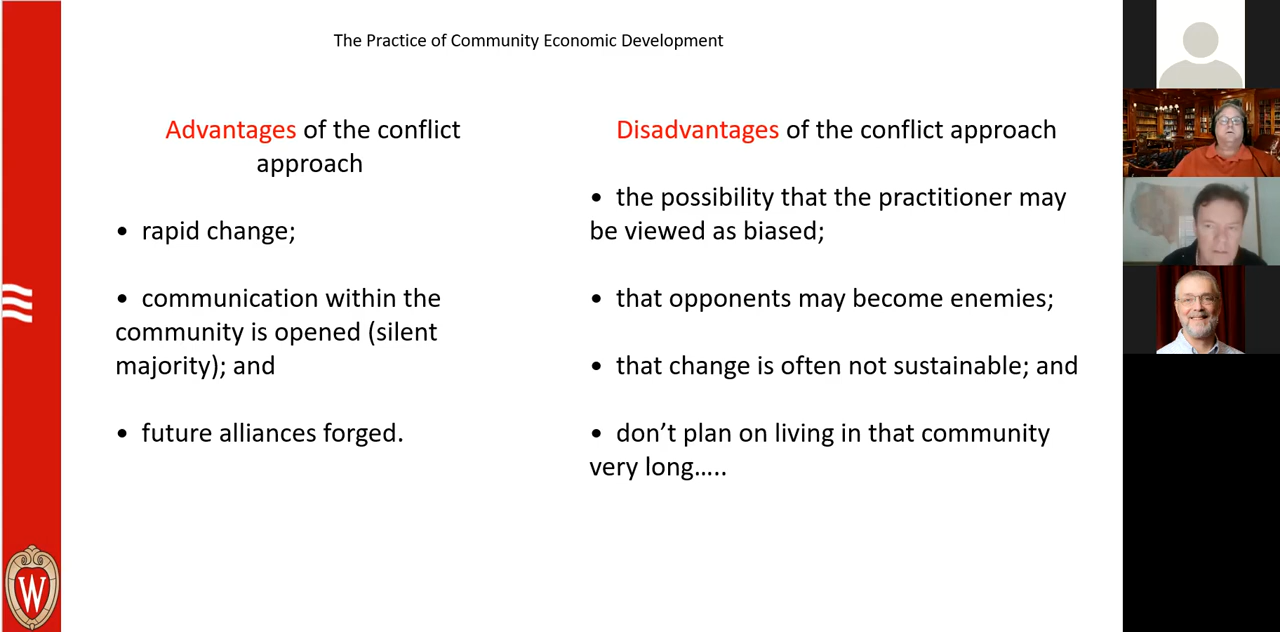 The Practice of Community Economic Development
Advantages of the conflict
approach
• rapid change;
• communication within the
community is opened (silent
majority); and
• future alliances forged.
Disadvantages of the conflict approach
• the possibility that the practitioner may
be viewed as biased;
• that opponents may become enemies;
• that change is often not sustainable; and
• don’t plan on living in that community
very long…..
W